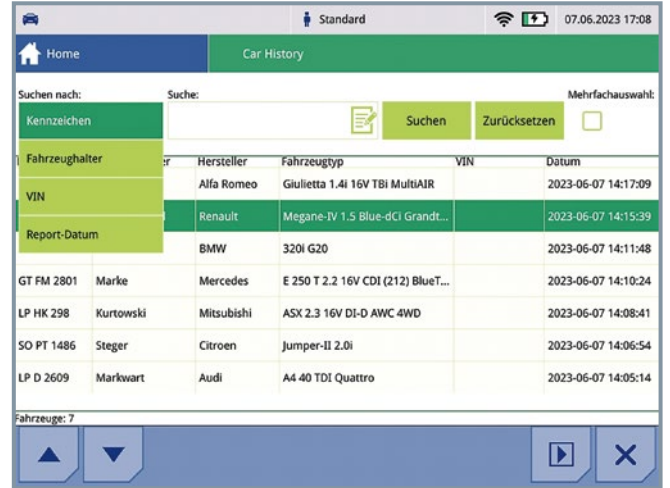 Standard 07.06.2023 17:08
Home Car History
Suchen nach: Suche: Mehrfachauswahl:
Kennzeichen Suchen Zurücksetzen
Fahrzeughalter Hersteller Fahrzeugtyp VIN Datum
VIN Alfa Romeo Giulietta 1.4i 16V TBi MultiAIR 2023-06-07 14:17:09
Renault Megane-IV 1.5 Blue-dCi Grandt... 2023-06-07 14:15:39
Report-Datum
BMW 320i G20 2023-06-07 14:11:48
GT FM 2801 Marke Mercedes E 250 T 2.2 16V CDI (212) BlueT... 2023-06-07 14:10:24
LP HK 298 Kurtowski Mitsubishi ASX 2.3 16V DI-D AWC 4WD 2023-06-07 14:08:41
SO PT 1486 Steger Citroen Jumper-II 2.0i 2023-06-07 14:06:54
LP D 2609 Markwart Audi A4 40 TDI Quattro 2023-06-07 14:05:14
Fahrzeuge: 7